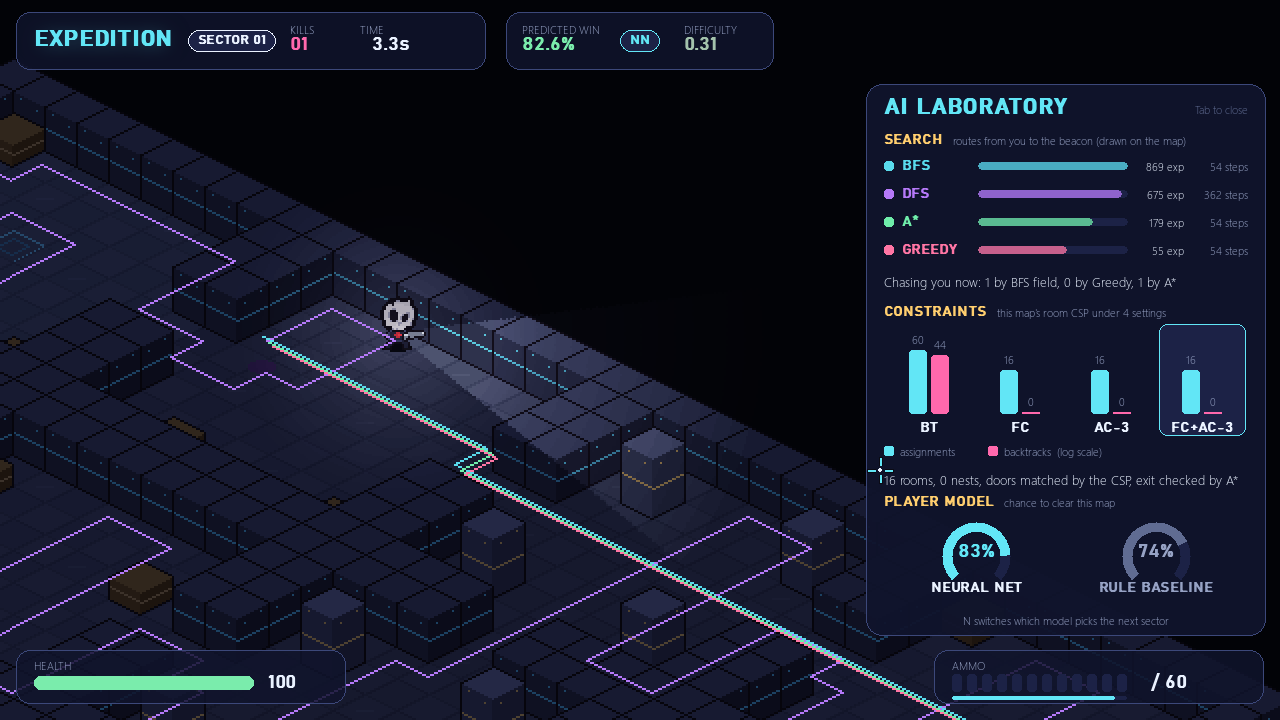 EXPEDITION SECTOR 01 KILLS 01 TIME 3.3s
PREDICTED WIN 82.6% NN DIFFICULTY 0.31
AI LABORATORY Tab to close
SEARCH routes from you to the beacon (drawn on the map)
BFS 869 exp 54 steps
DFS 675 exp 362 steps
A* 179 exp 54 steps
GREEDY 55 exp 54 steps
Chasing you now: 1 by BFS field, 0 by Greedy, 1 by A*
CONSTRAINTS this map's room CSP under 4 settings
60 44 16 0 16 0 16 0
BT FC AC-3 FC+AC-3
assignments backtracks (log scale)
16 rooms, 0 nests, doors matched by the CSP, exit checked by A*
PLAYER MODEL chance to clear this map
83% 74%
NEURAL NET RULE BASELINE
N switches which model picks the next sector
HEALTH
100
AMMO
/ 60